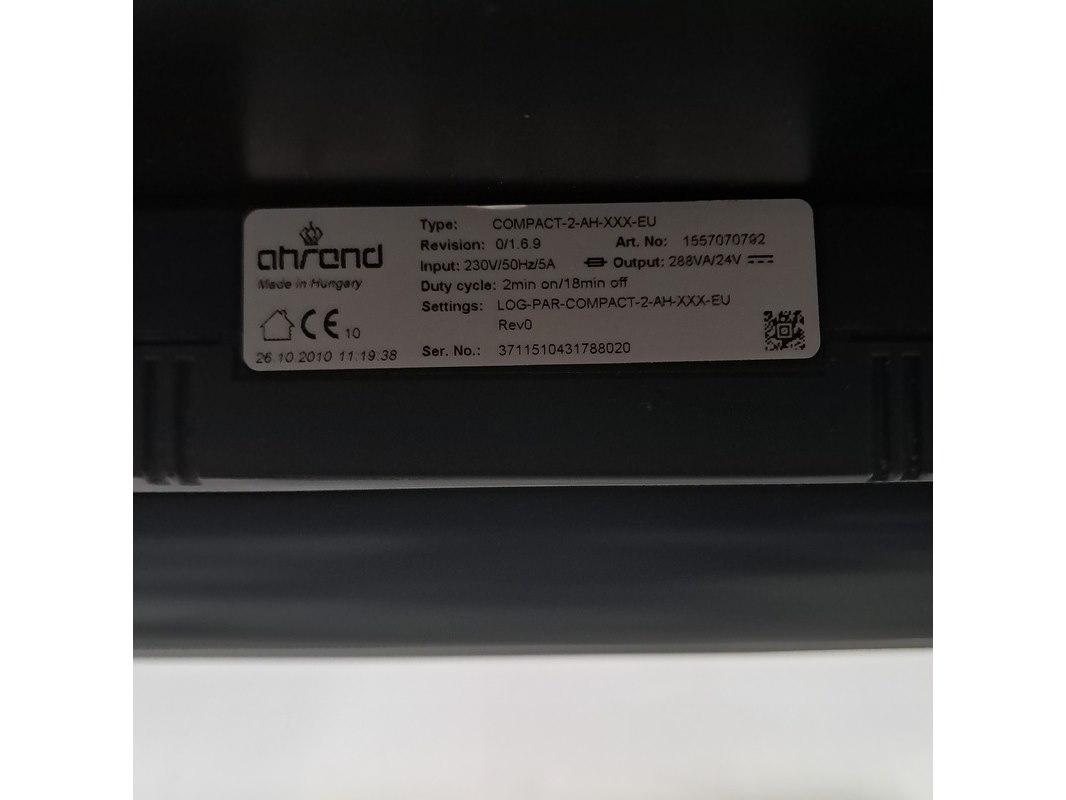 ahrend
Made in Hungary
CE 10
26.10.2010 11:19:38
Type: COMPACT-2-AH-XXX-EU
Revision: 0/1.6.9 Art. No: 1557070792
Input: 230V/50Hz/5A Output: 288VA/24V
Duty cycle: 2min on/18min off
Settings: LOG-PAR-COMPACT-2-AH-XXX-EU
Rev0
Ser. No.: 3711510431788020